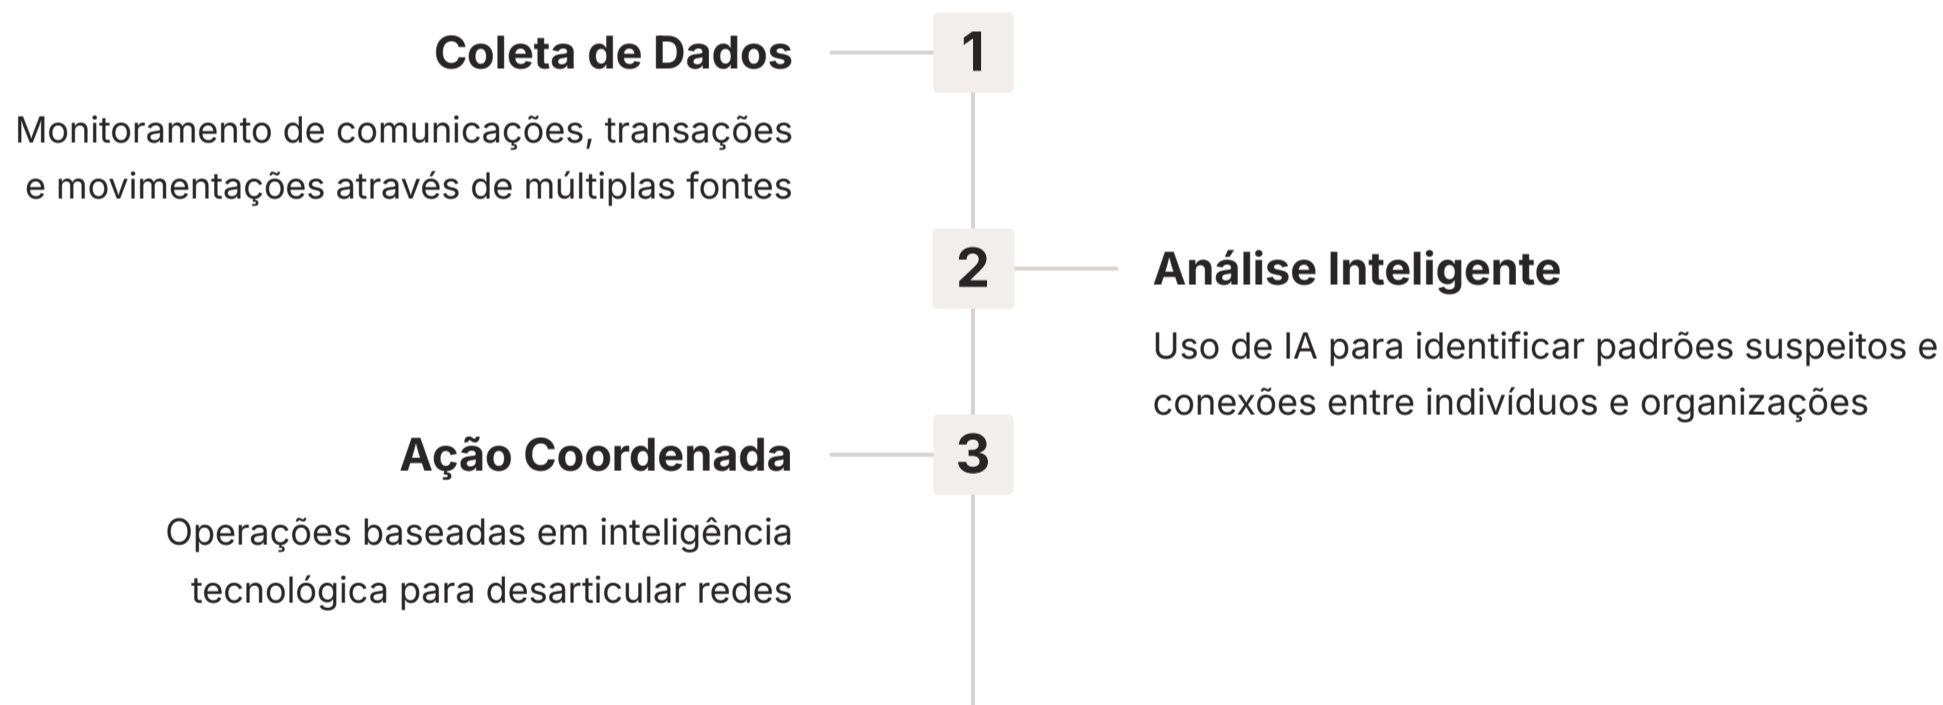 Coleta de Dados
1
Monitoramento de comunicações, transações
e movimentações através de múltiplas fontes
2
Análise Inteligente
Uso de IA para identificar padrões suspeitos e
conexões entre indivíduos e organizações
Ação Coordenada
3
Operações baseadas em inteligência
tecnológica para desarticular redes